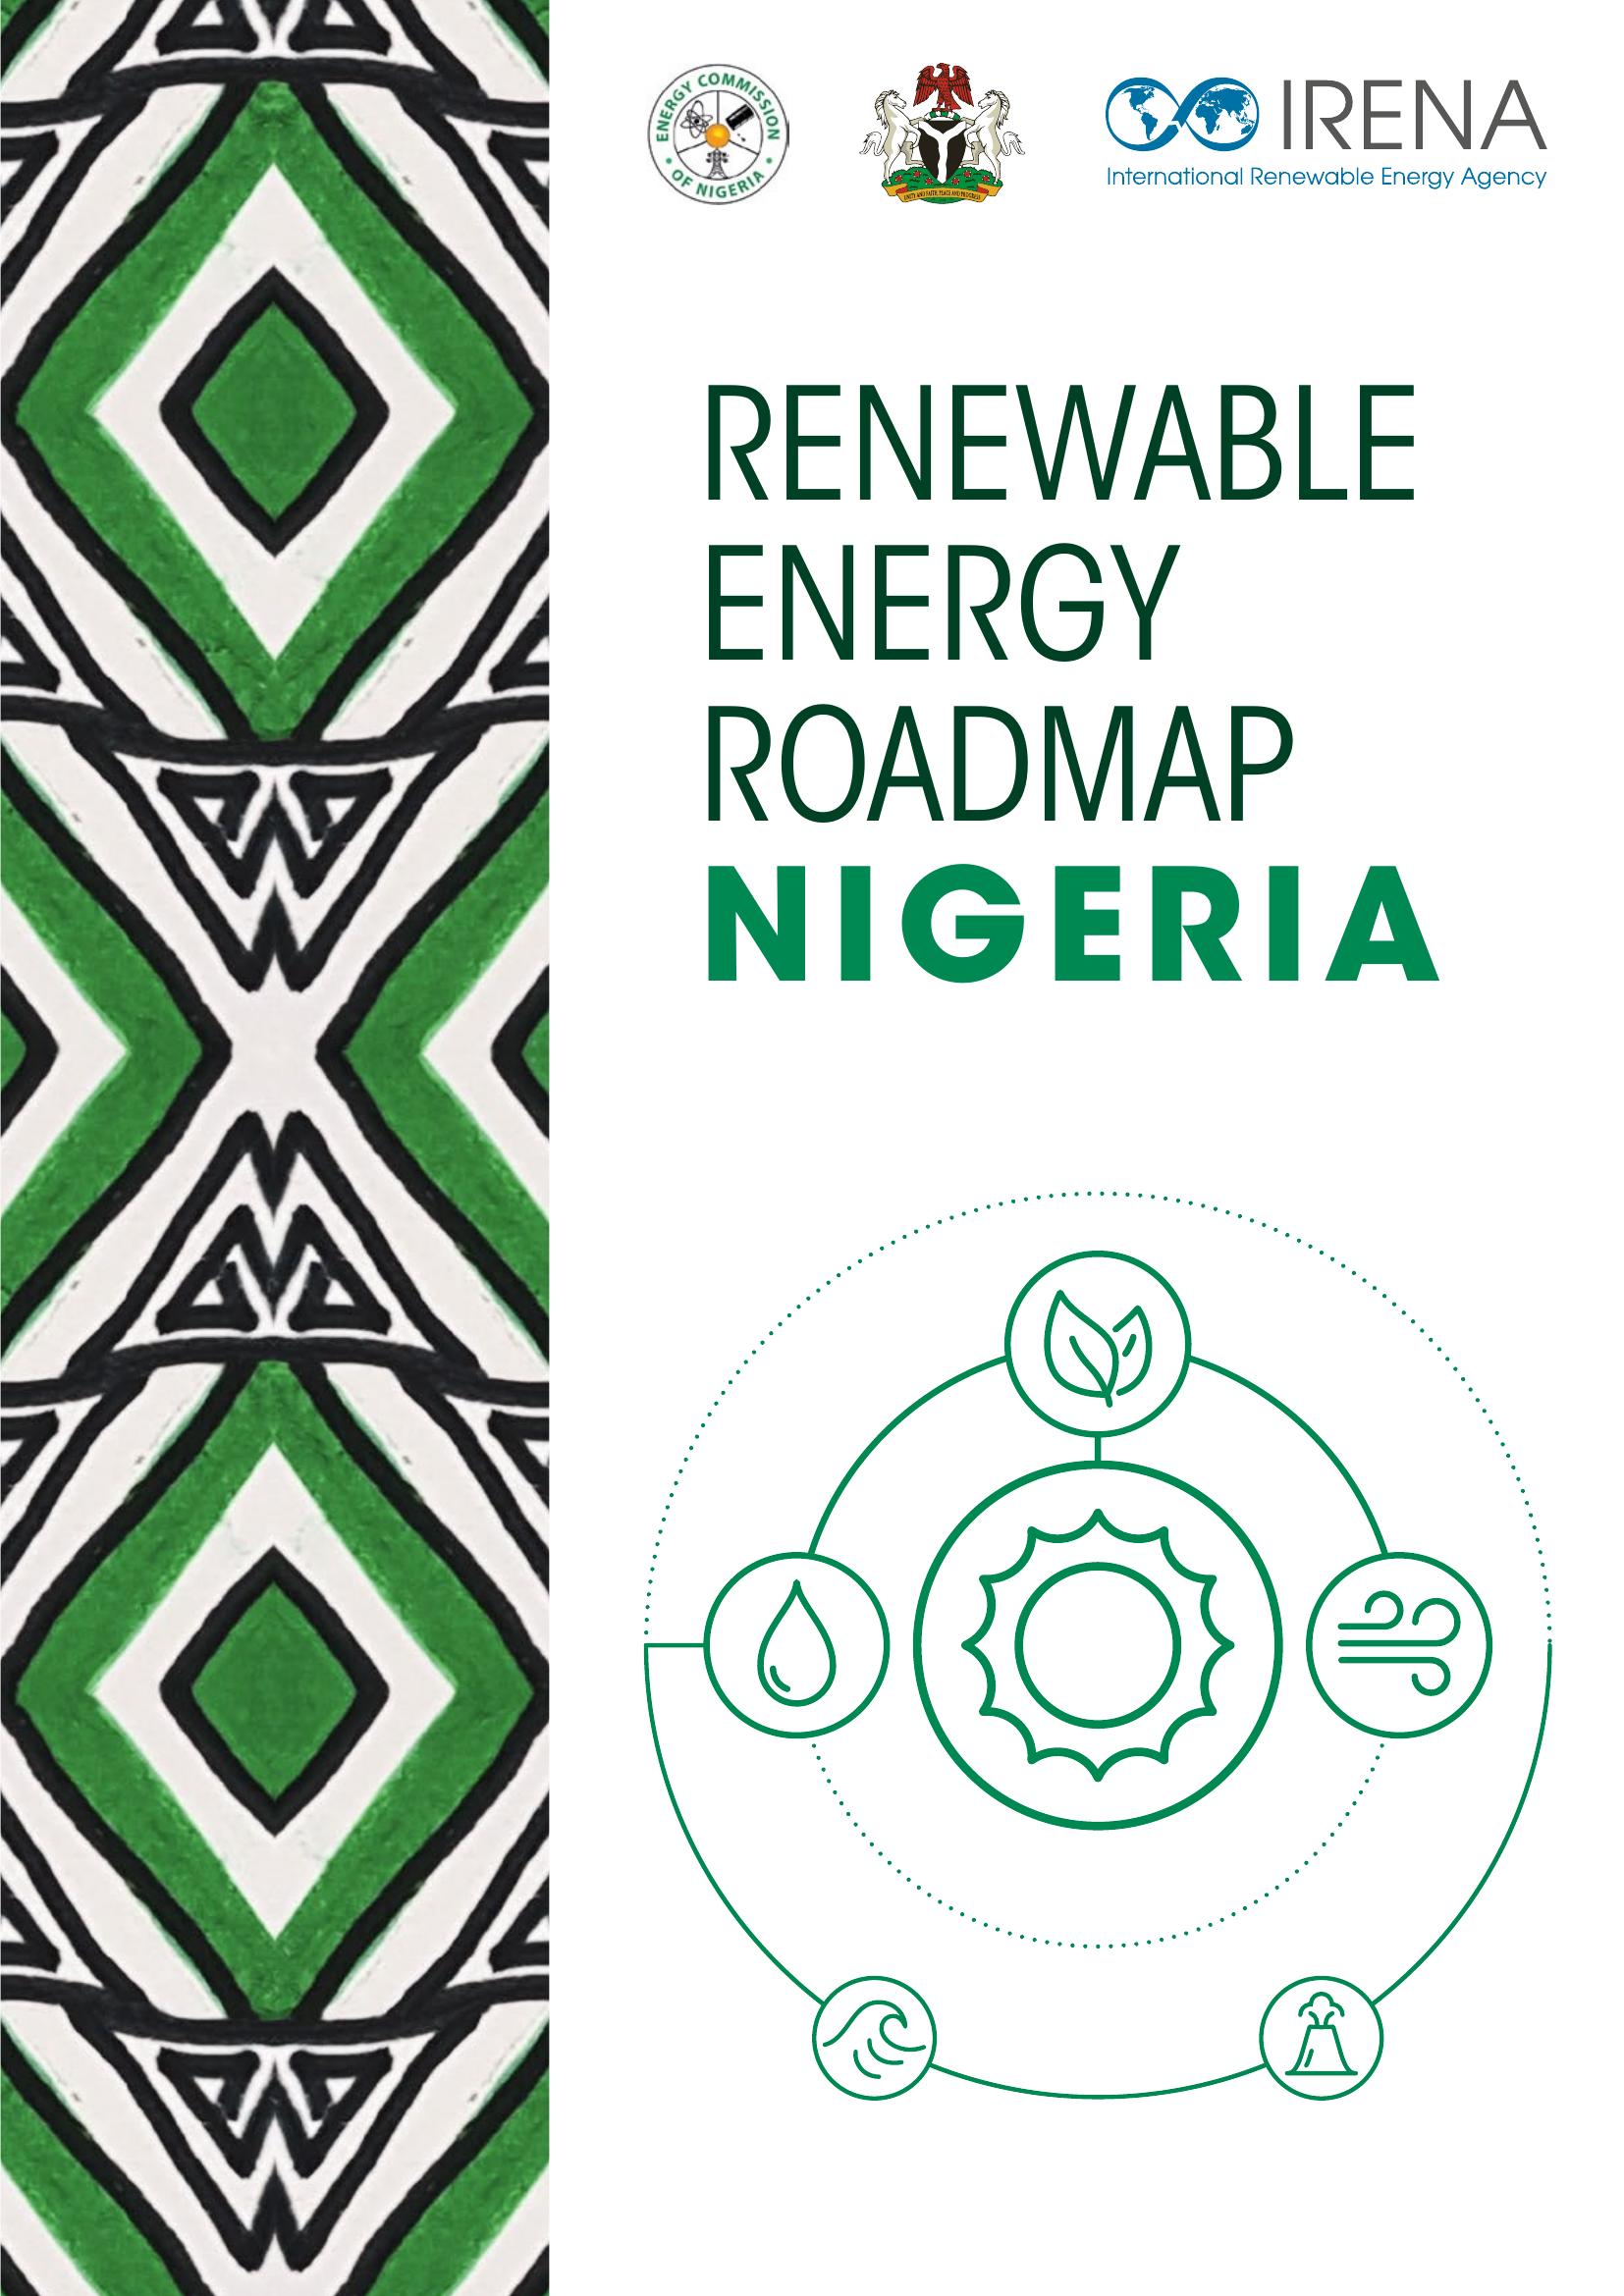 ENERGY COMMISSION
OF NIGERIA
UNITY AND FAITH, PEACE AND PROGRESS
IRENA
International Renewable Energy Agency
RENEWABLE
ENERGY
ROADMAP
NIGERIA